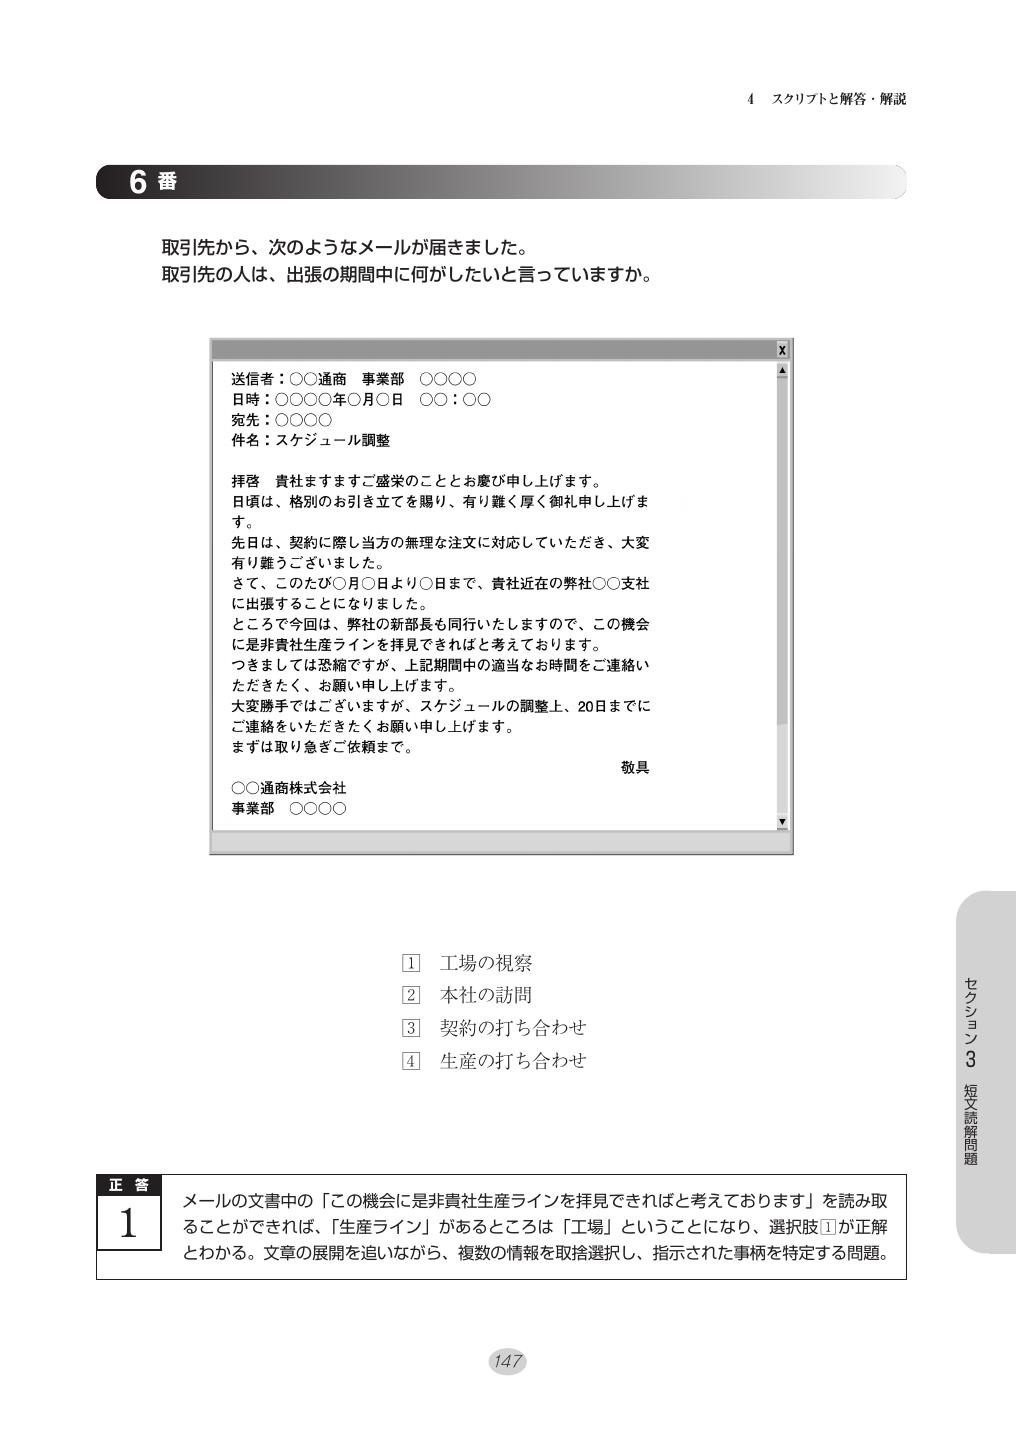 4　スクリプトと解答・解説
6 番
取引先から、次のようなメールが届きました。
取引先の人は、出張の期間中に何がしたいと言っていますか。
X
送信者：○○通商　事業部　○○○○
日時：○○○○年○月○日　○○：○○
宛先：○○○○
件名：スケジュール調整
拝啓　貴社ますますご盛栄のこととお慶び申し上げます。
日頃は、格別のお引き立てを賜り、有り難く厚く御礼申し上げま
す。
先日は、契約に際し当方の無理な注文に対応していただき、大変
有り難うございました。
さて、このたび○月○日より○日まで、貴社近在の弊社○○支社
に出張することになりました。
ところで今回は、弊社の新部長も同行いたしますので、この機会
に是非貴社生産ラインを拝見できればと考えております。
つきましては恐縮ですが、上記期間中の適当なお時間をご連絡い
ただきたく、お願い申し上げます。
大変勝手ではございますが、スケジュールの調整上、20日までに
ご連絡をいただきたくお願い申し上げます。
まずは取り急ぎご依頼まで。
敬具
○○通商株式会社
事業部　○○○○
1　工場の視察
2　本社の訪問
3　契約の打ち合わせ
4　生産の打ち合わせ
セクション 3　短文読解問題
正 答
1
メールの文書中の「この機会に是非貴社生産ラインを拝見できればと考えております」を読み取
ることができれば、「生産ライン」があるところは「工場」ということになり、選択肢1が正解
とわかる。文章の展開を追いながら、複数の情報を取捨選択し、指示された事柄を特定する問題。
147